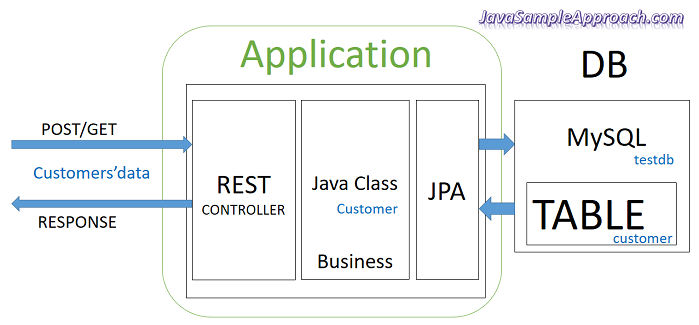 JavaSampleApproach.com
Application
DB
POST/GET
Customers'data
RESPONSE
REST
CONTROLLER
Java Class
Customer
Business
JPA
MySQL
testdb
TABLE
customer